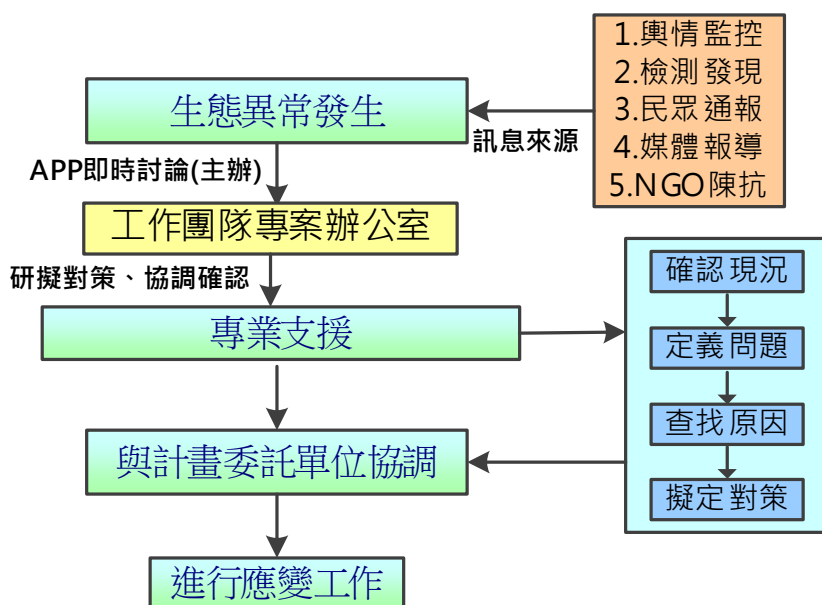 1.輿情監控
2.檢測發現
3.民眾通報
4.媒體報導
5.NGO陳抗
生態異常發生
訊息來源
APP即時討論(主辦)
工作團隊專案辦公室
研擬對策、協調確認
專業支援
確認現況
定義問題
查找原因
擬定對策
與計畫委託單位協調
進行應變工作